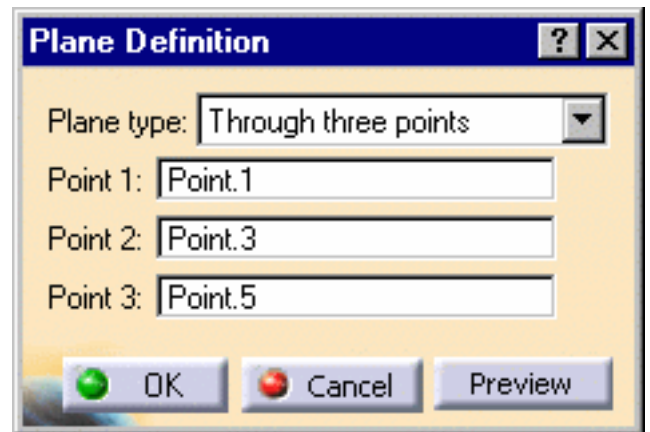 Plane Definition ? X
Plane type: Through three points
Point 1: Point.1
Point 2: Point.3
Point 3: Point.5
OK Cancel Preview